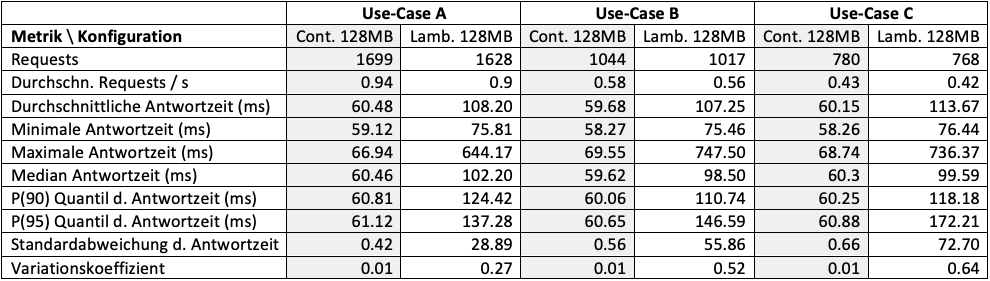 Use-Case A Use-Case B Use-Case C
Metrik \ Konfiguration Cont. 128MB Lamb. 128MB Cont. 128MB Lamb. 128MB Cont. 128MB Lamb. 128MB
Requests 1699 1628 1044 1017 780 768
Durchschn. Requests / s 0.94 0.9 0.58 0.56 0.43 0.42
Durchschnittliche Antwortzeit (ms) 60.48 108.20 59.68 107.25 60.15 113.67
Minimale Antwortzeit (ms) 59.12 75.81 58.27 75.46 58.26 76.44
Maximale Antwortzeit (ms) 66.94 644.17 69.55 747.50 68.74 736.37
Median Antwortzeit (ms) 60.46 102.20 59.62 98.50 60.3 99.59
P(90) Quantil d. Antwortzeit (ms) 60.81 124.42 60.06 110.74 60.25 118.18
P(95) Quantil d. Antwortzeit (ms) 61.12 137.28 60.65 146.59 60.88 172.21
Standardabweichung d. Antwortzeit 0.42 28.89 0.56 55.86 0.66 72.70
Variationskoeffizient 0.01 0.27 0.01 0.52 0.01 0.64